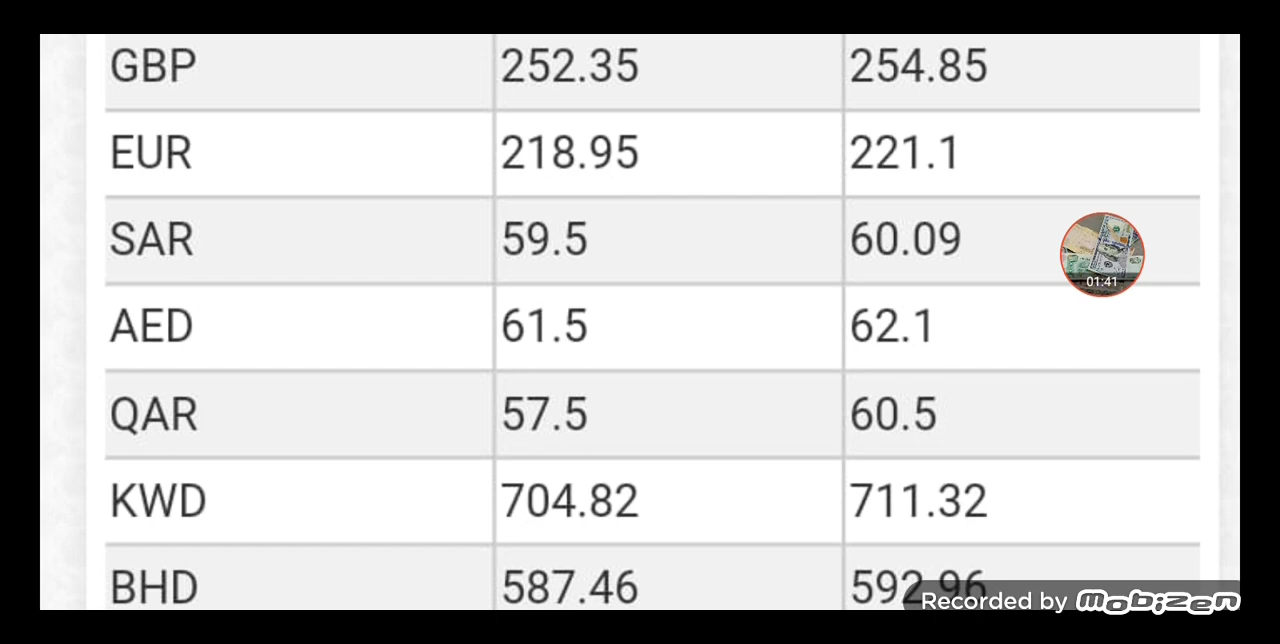 GBP 252.35 254.85
EUR 218.95 221.1
SAR 59.5 60.09
01:41
AED 61.5 62.1
QAR 57.5 60.5
KWD 704.82 711.32
BHD 587.46 592.96
Recorded by mobizen